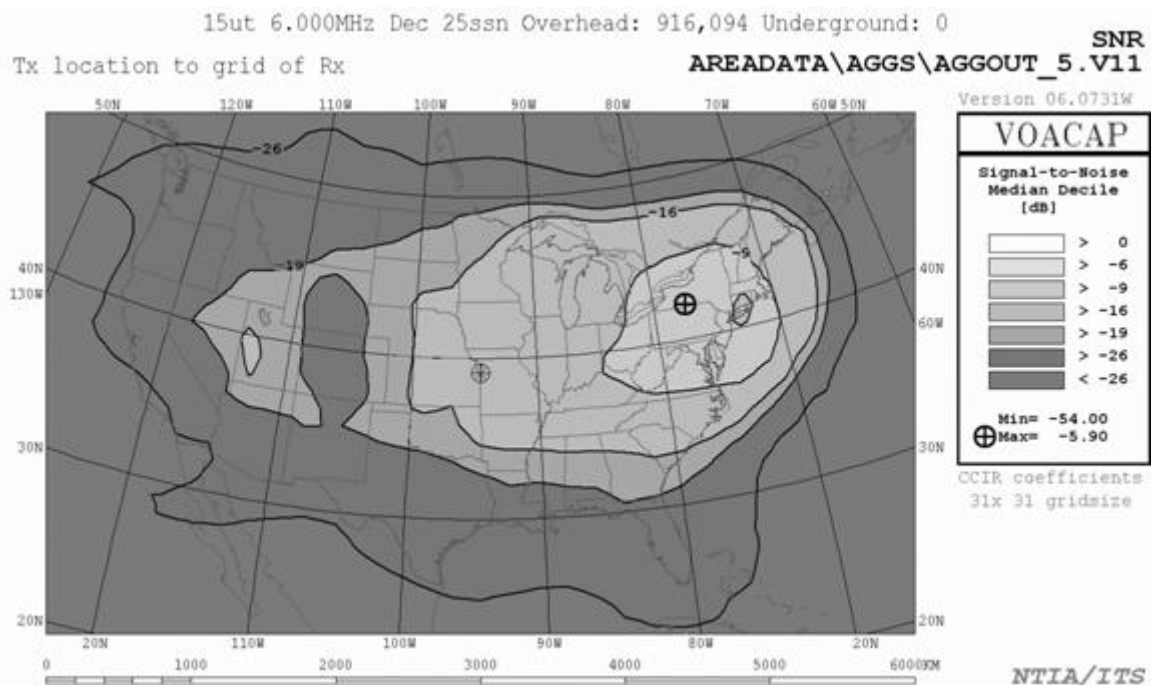 15ut 6.000MHz Dec 25ssn Overhead: 916,094 Underground: 0
SNR
Tx location to grid of Rx
AREADATA\AGGS\AGGOUT_5.V11
50N 120W 110W 100W 90W 80W 70W 60W 50N
Version 06.0731W
VOACAP
Signal-to-Noise
Median Decile
[dB]
> 0
> -6
> -9
> -16
> -19
> -26
< -26
Min= -54.00
Max= -5.90
CCIR coefficients
31x 31 gridsize
-26
-16
-9
-19
40N 40N
130W 60W
30N 30N
20N 20N
20N 110W 100W 90W 80W 20N
0 1000 2000 3000 4000 5000 6000KM
NTIA/ITS